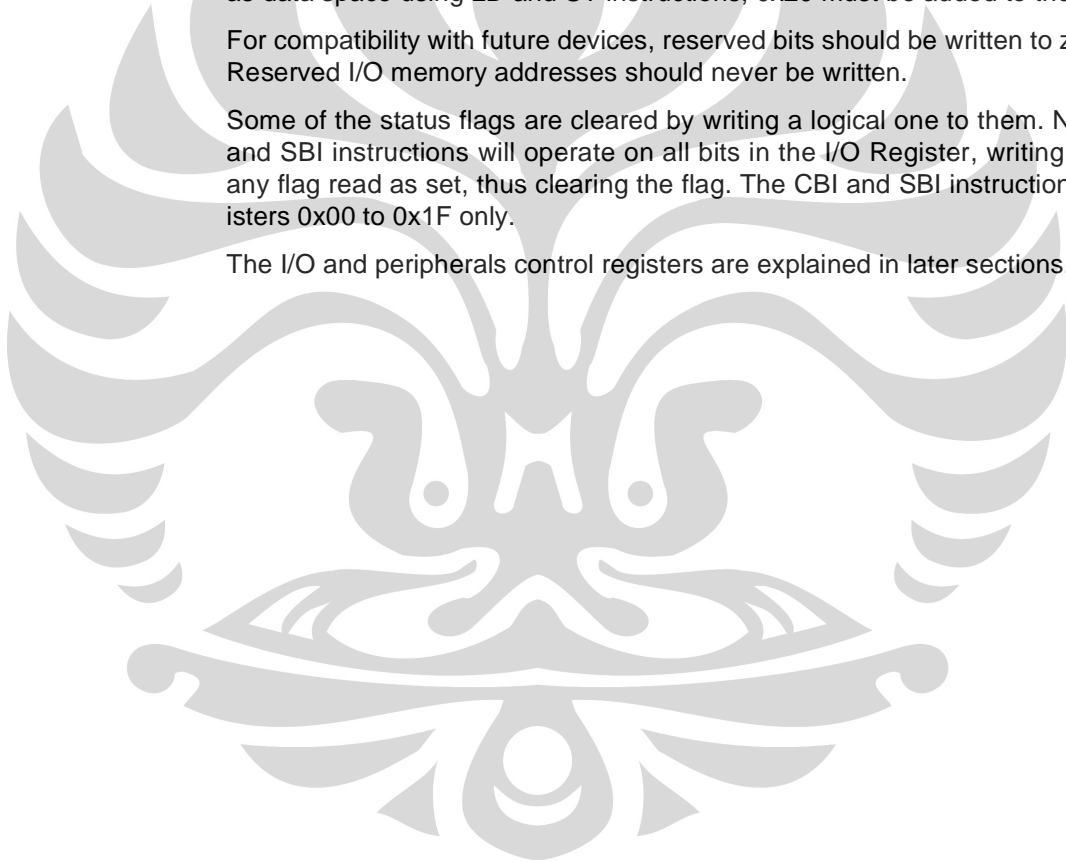 For compatibility with future devices, reserved bits should be written to z
Reserved I/O memory addresses should never be written.
Some of the status flags are cleared by writing a logical one to them. N
and SBI instructions will operate on all bits in the I/O Register, writing
any flag read as set, thus clearing the flag. The CBI and SBI instruction
isters 0x00 to 0x1F only.
The I/O and peripherals control registers are explained in later sections.